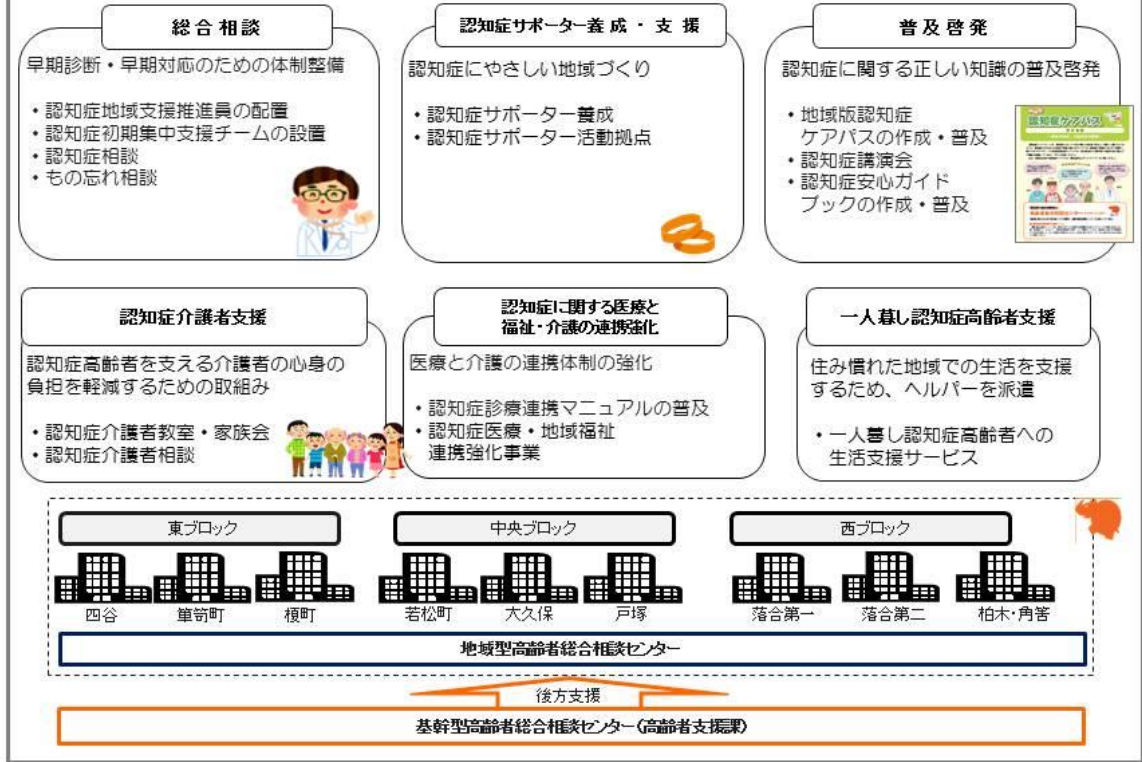 総合相談
早期診断・早期対応のための体制整備
・認知症地域支援推進員の配置
・認知症初期集中支援チームの設置
・認知症相談
・もの忘れ相談
認知症サポーター養成・支援
認知症にやさしい地域づくり
・認知症サポーター養成
・認知症サポーター活動拠点
普及啓発
認知症に関する正しい知識の普及啓発
・地域版認知症
ケアパスの作成・普及
・認知症講演会
・認知症安心ガイド
ブックの作成・普及
認知症ケアパス
認知症介護者支援
認知症高齢者を支える介護者の心身の
負担を軽減するための取組み
・認知症介護者教室・家族会
・認知症介護者相談
認知症に関する医療と
福祉・介護の連携強化
医療と介護の連携体制の強化
・認知症診療連携マニュアルの普及
・認知症医療・地域福祉
連携強化事業
一人暮し認知症高齢者支援
住み慣れた地域での生活を支援
するため、ヘルパーを派遣
・一人暮し認知症高齢者への
生活支援サービス
東ブロック
中央ブロック
西ブロック
四谷
簞笥町
榎町
若松町
大久保
戸塚
落合第一
落合第二
柏木・角筈
地域型高齢者総合相談センター
後方支援
基幹型高齢者総合相談センター(高齢者支援課)